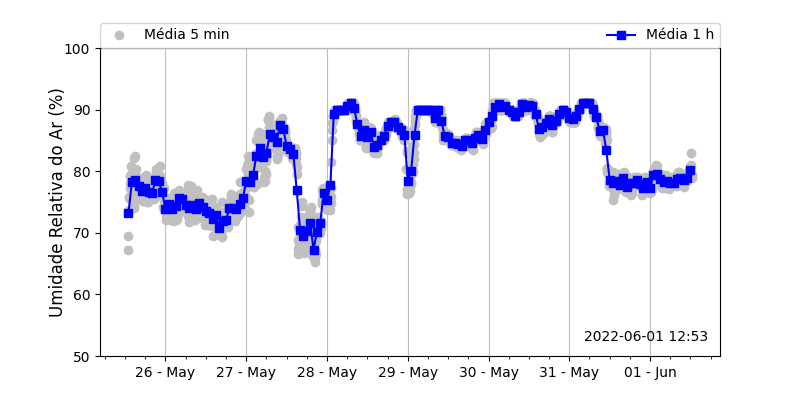 Média 5 min Média 1 h
100
90
80
70
60
50
Umidade Relativa do Ar (%)
2022-06-01 12:53
26 - May 27 - May 28 - May 29 - May 30 - May 31 - May 01 - Jun